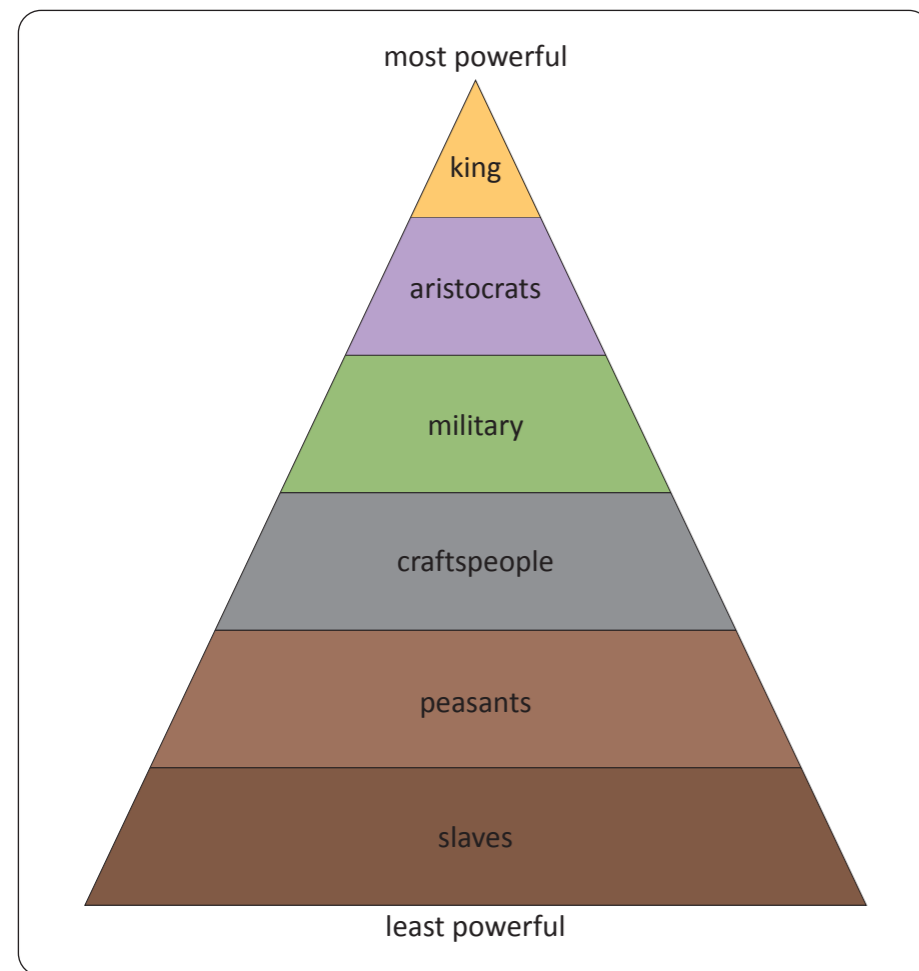 most powerful
king
aristocrats
military
craftspeople
peasants
slaves
least powerful